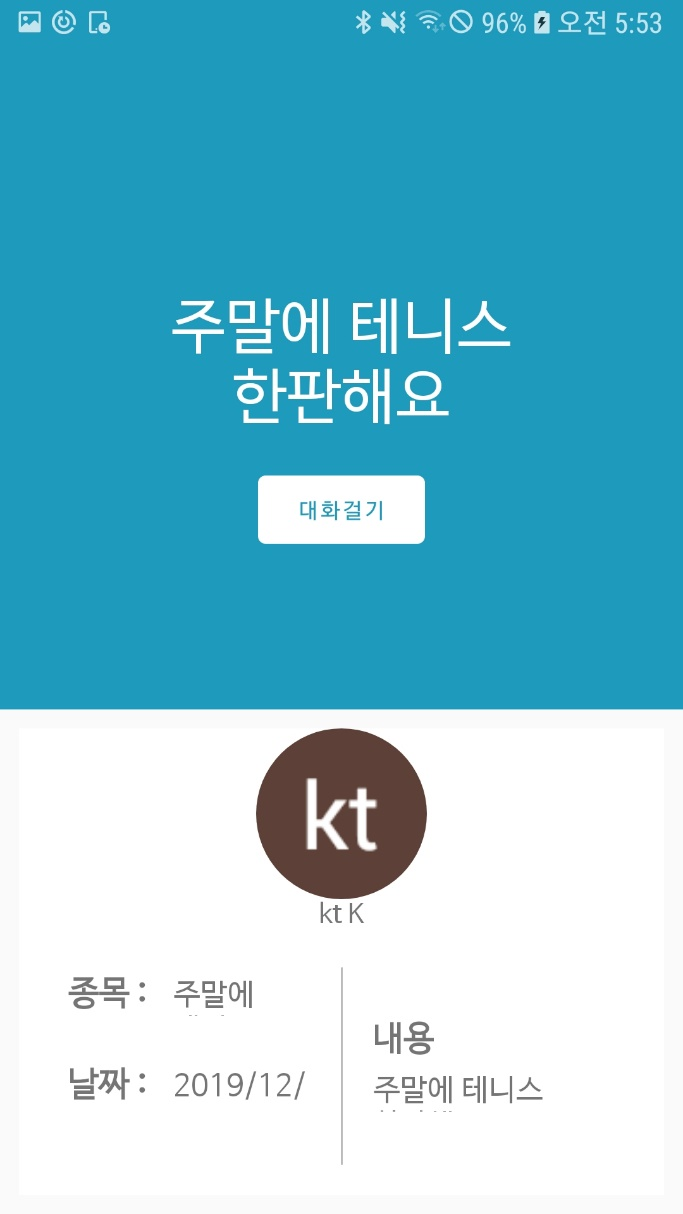 96% 오전 5:53
주말에 테니스
한판해요
대화걸기
kt
kt K
종목 : 주말에
날짜 : 2019/12/
내용
주말에 테니스